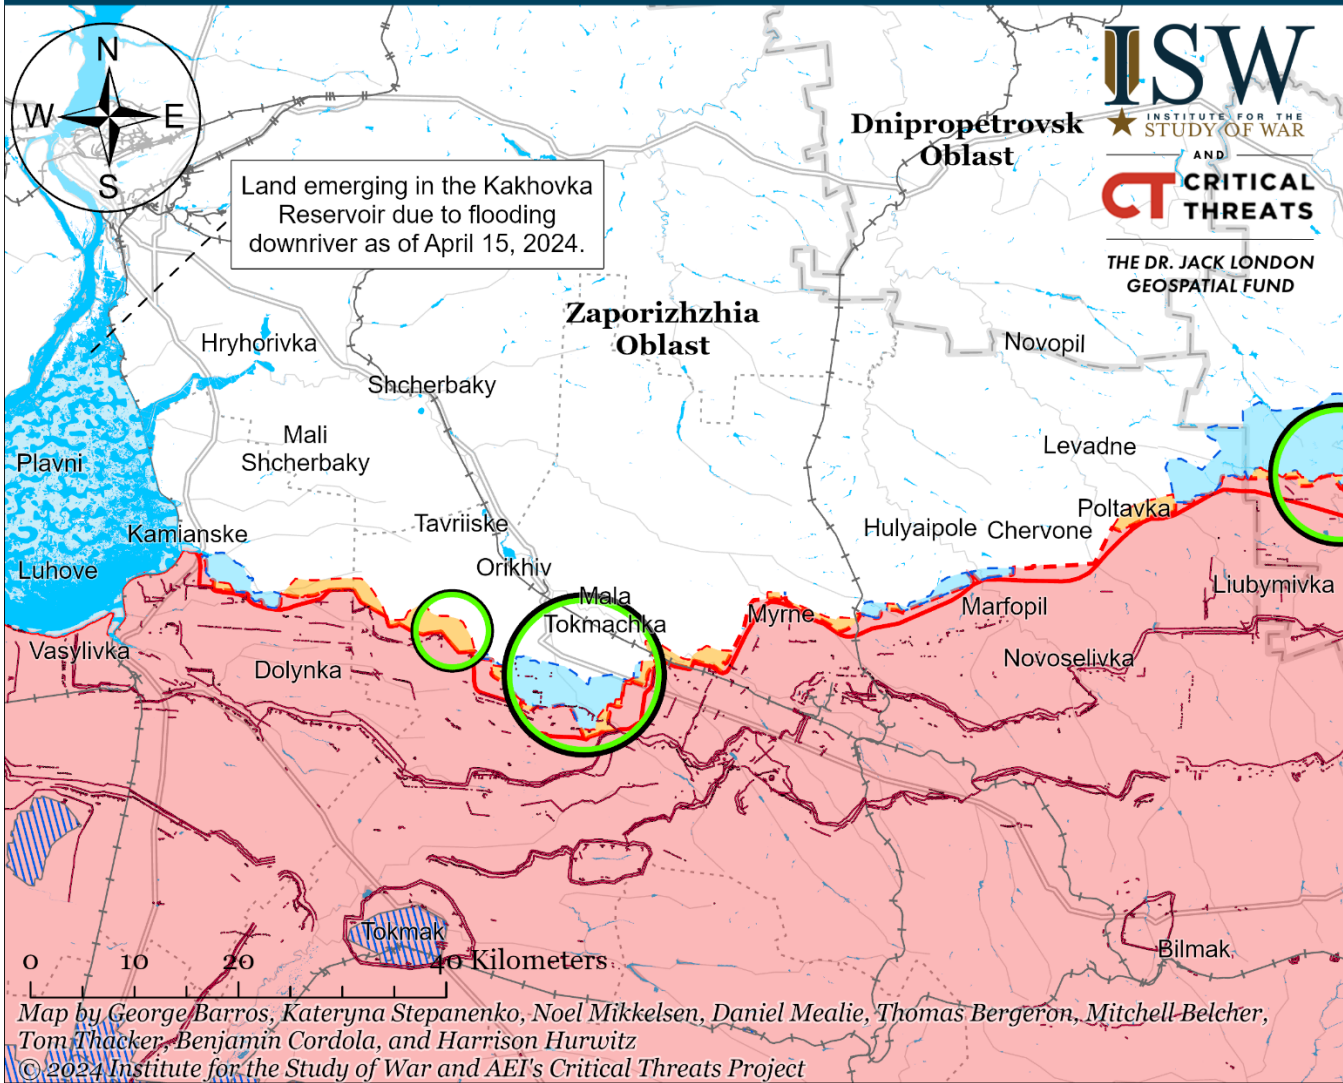 N
W
E
S
ISW
INSTITUTE FOR THE
STUDY OF WAR
AND
CT CRITICAL
THREATS
THE DR. JACK LONDON
GEOSPATIAL FUND
Dnipropetrovsk
Oblast
Land emerging in the Kakhovka
Reservoir due to flooding
downriver as of April 15, 2024.
Zaporizhzhia
Oblast
Hryhorivka
Novopil
Shcherbaky
Mali
Shcherbaky
Levadne
Plavni
Poltavka
Tavriiske
Kamianske
Hulyaipole
Chervone
Orikhiv
Luhove
Liubymivka
Mala
Tokmachka
Myrne
Marfopil
Vasylivka
Dolynka
Novoselivka
Tokmak
Bilmak
0 10 20 40 Kilometers
Map by George Barros, Kateryna Stepanenko, Noel Mikkelsen, Daniel Mealie, Thomas Bergeron, Mitchell Belcher,
Tom Thacker, Benjamin Cordola, and Harrison Hurwitz
© 2024 Institute for the Study of War and AEI's Critical Threats Project